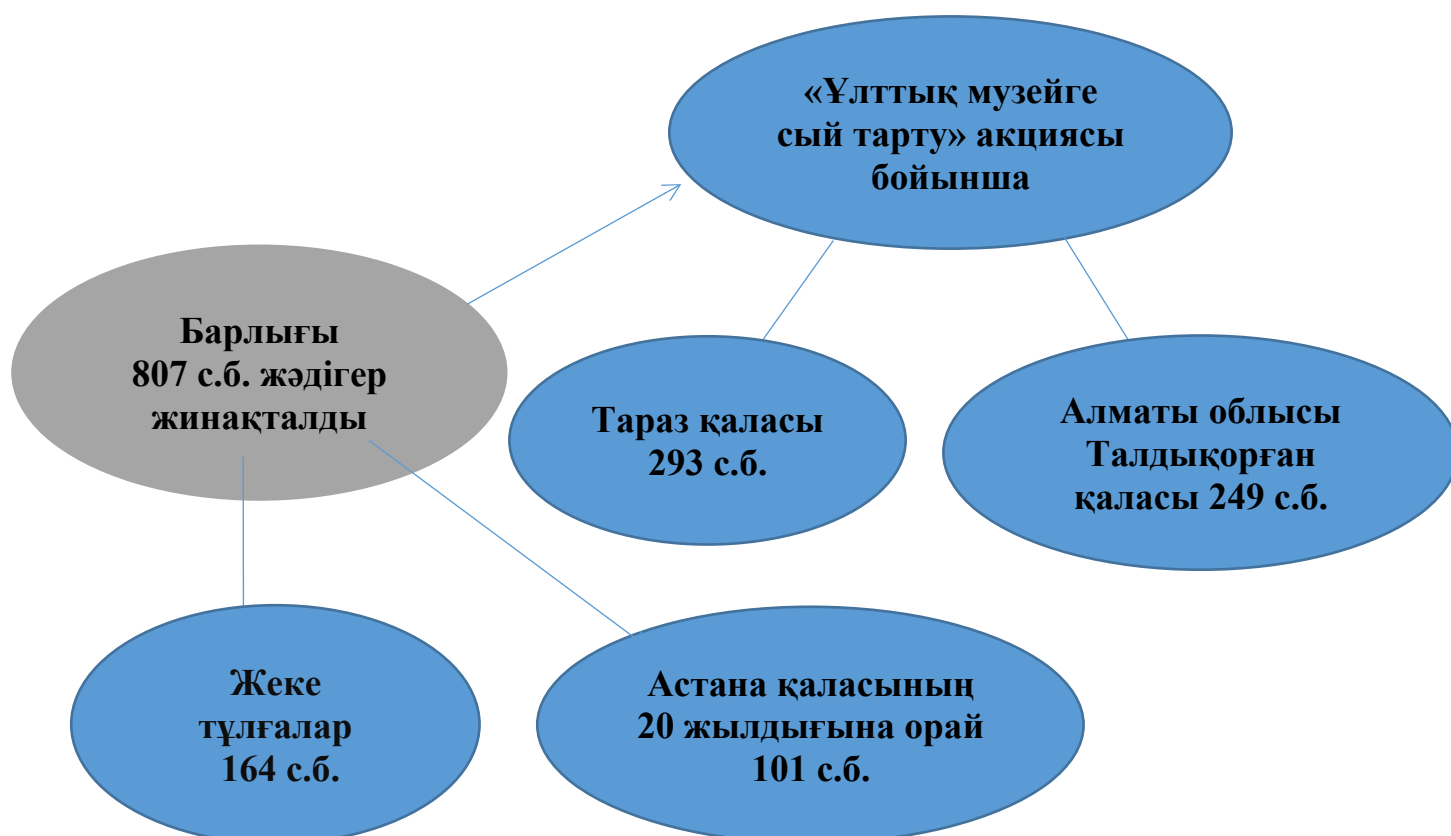 «Ұлттық музейге
сый тарту» акциясы
бойынша
Барлығы
807 с.б. жәдігер
жинақталды
Тараз қаласы
293 с.б.
Алматы облысы
Талдықорған
қаласы 249 с.б.
Жеке
тұлғалар
164 с.б.
Астана қаласының
20 жылдығына орай
101 с.б.